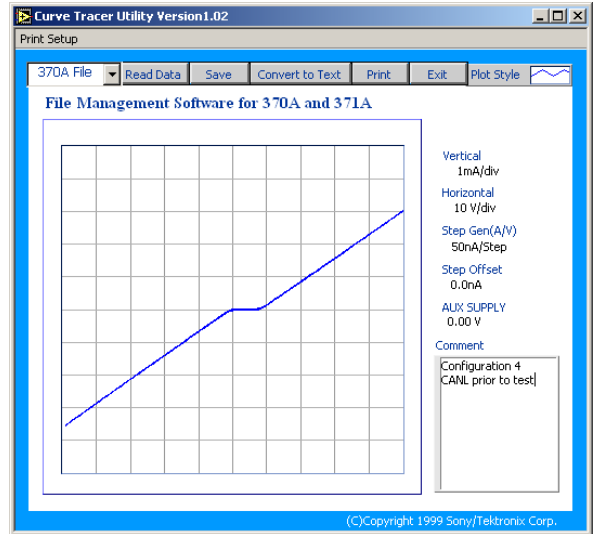 Curve Tracer Utility Version1.02
Print Setup
370A File Read Data Save Convert to Text Print Exit Plot Style
File Management Software for 370A and 371A
Vertical
1mA/div
Horizontal
10 V/div
Step Gen(A/V)
50nA/Step
Step Offset
0.0nA
AUX SUPPLY
0.00 V
Comment
Configuration 4
CANL prior to test
(C)Copyright 1999 Sony/Tektronix Corp.